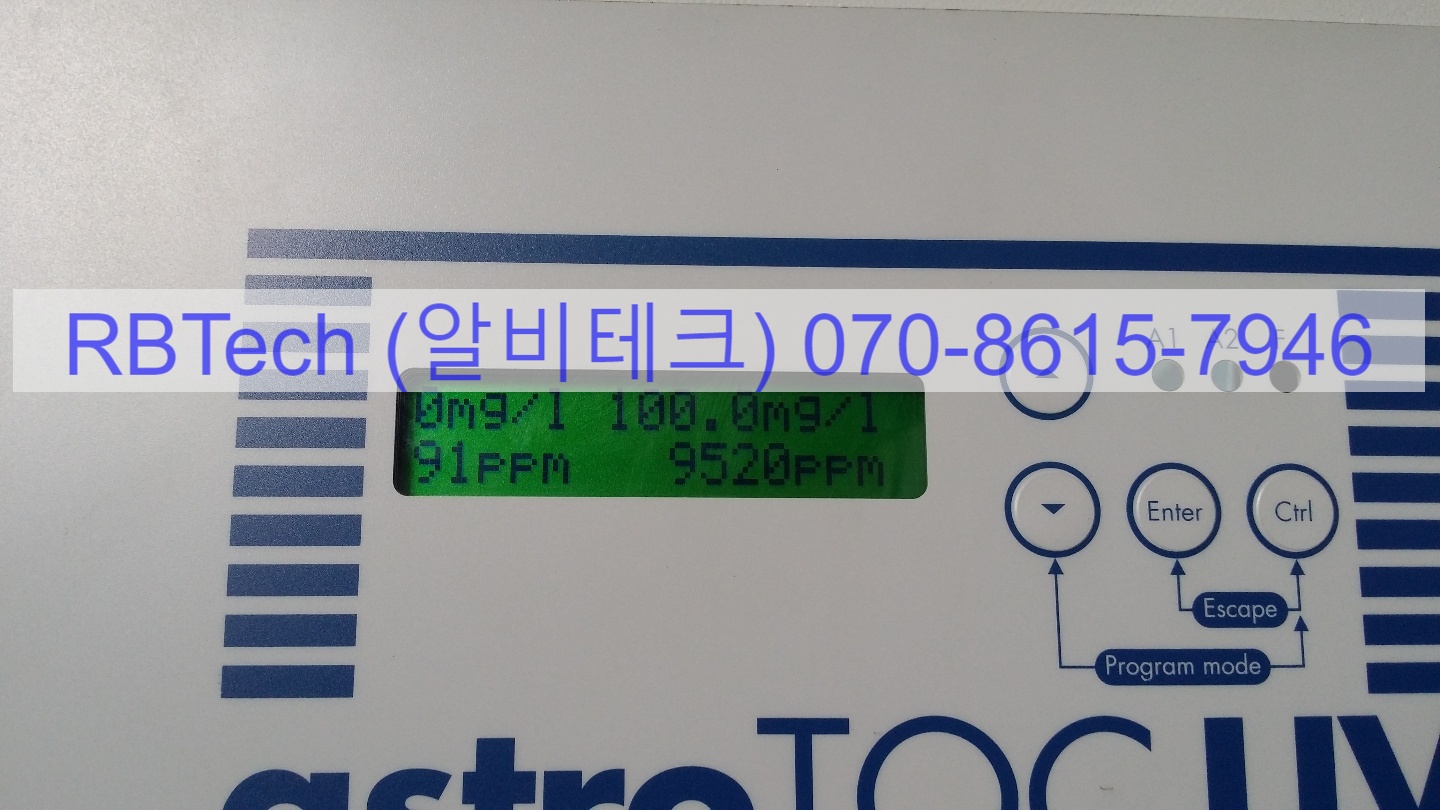 RBTech (알비테크) 070-8615-7946
A1 A2 F
0mg/l 100.0mg/l
91ppm 9520ppm
Enter Ctrl
Escape
Program mode
astroTOC UV